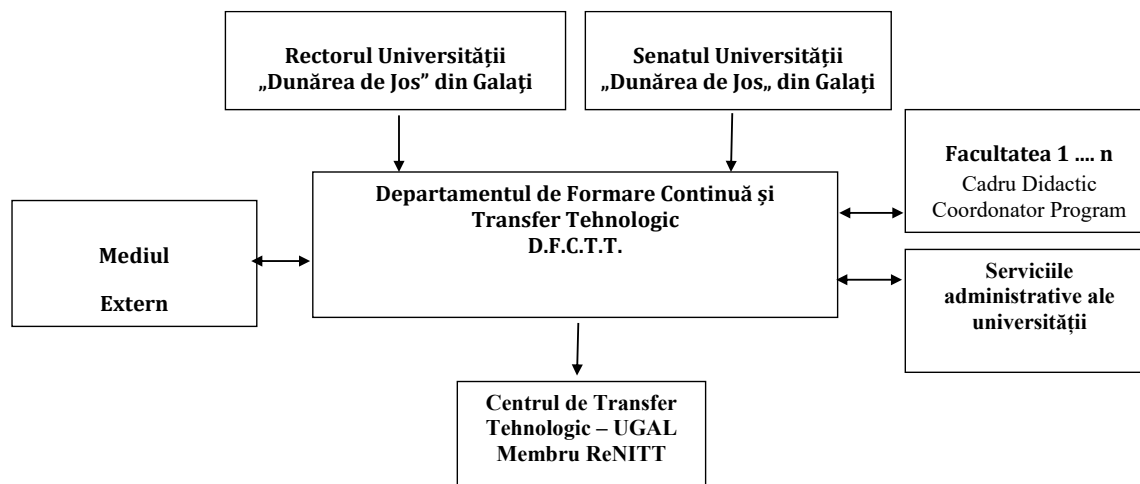 Rectorul Universității
„Dunărea de Jos” din Galați
Senatul Universității
„Dunărea de Jos„ din Galați
Facultatea 1 .... n
Cadru Didactic
Coordonator Program
Departamentul de Formare Continuă și
Transfer Tehnologic
D.F.C.T.T.
Mediul
Extern
Serviciile
administrative ale
universității
Centrul de Transfer
Tehnologic – UGAL
Membru ReNITT